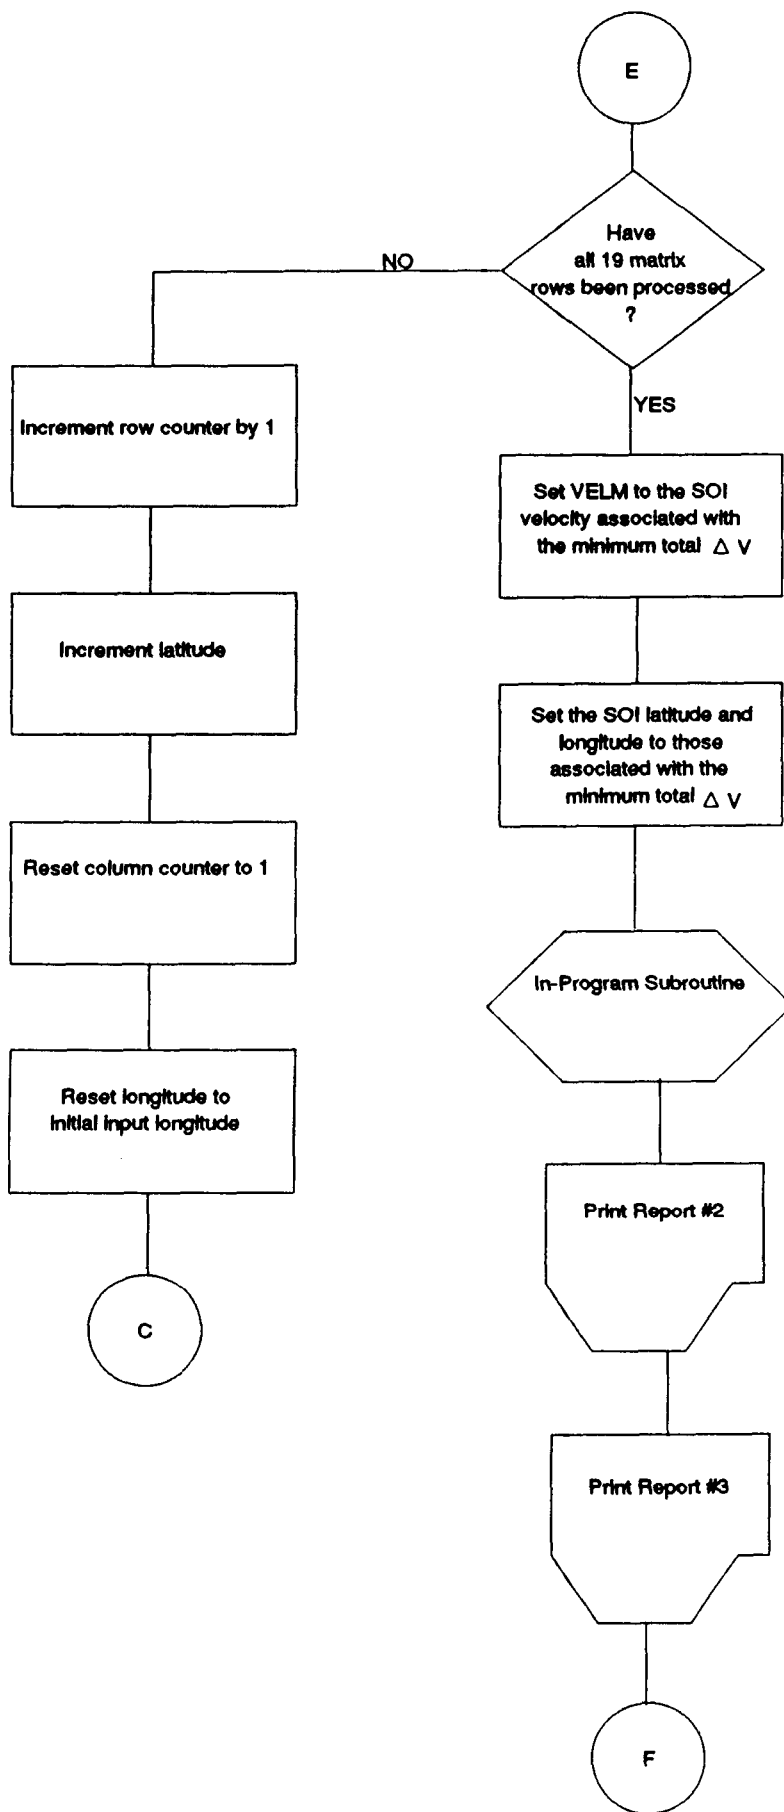 E
Have
all 19 matrix
rows been processed
?
NO
YES
Increment row counter by 1
Set VELM to the SOI
velocity associated with
the minimum total Δ V
Increment latitude
Set the SOI latitude and
longitude to those
associated with the
minimum total Δ V
Reset column counter to 1
In-Program Subroutine
Reset longitude to
initial input longitude
Print Report #2
C
Print Report #3
F